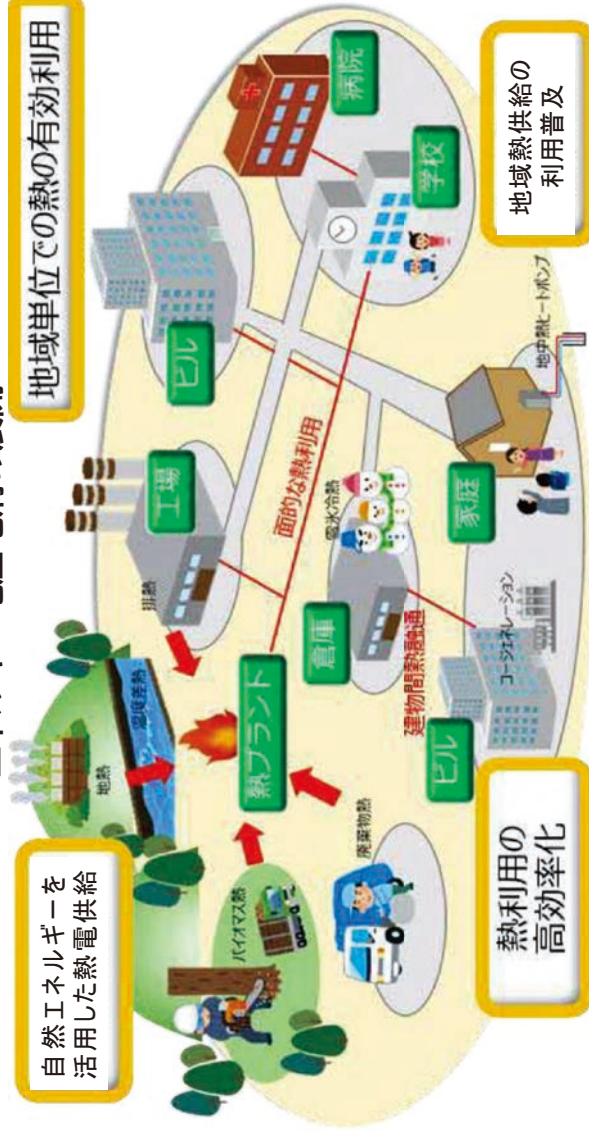 地域単位での熱の有効利用
自然エネルギーを
活用した熱電供給
地熱
温度差熱
バイオマス熱
廃棄物熱
排熱
工場
ビル
病院
学校
熱プラント
面的な熱利用
倉庫
雪氷冷熱
建物間熱融通
ビル
コージェネレーション
家庭
地中熱ヒートポンプ
熱利用の
高効率化
地域熱供給の
利用普及